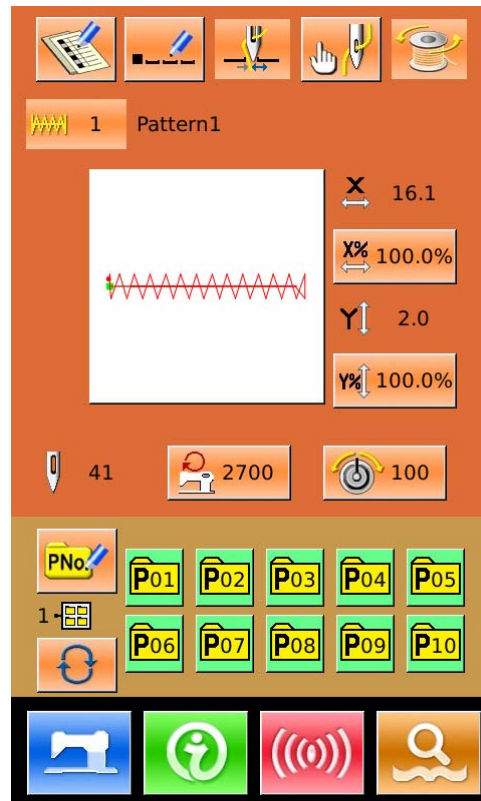 1 Pattern1
X 16.1
X% 100.0%
Y 2.0
Y% 100.0%
41 2700 100
PNo.
P01 P02 P03 P04 P05
1
P06 P07 P08 P09 P10